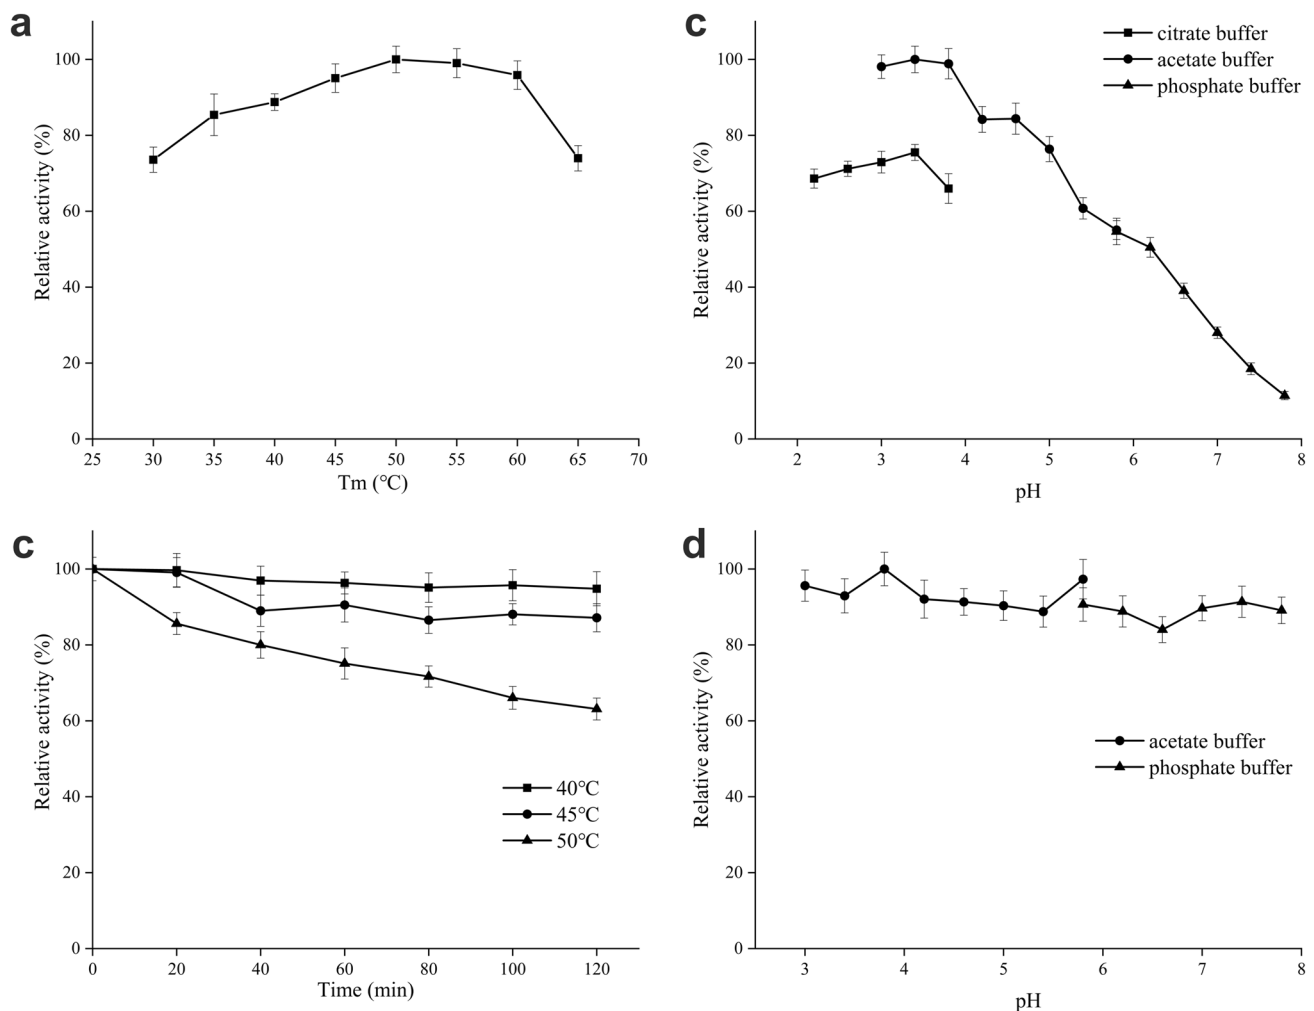 a
Relative activity (%)
100
80
60
40
20
0
25 30 35 40 45 50 55 60 65 70
Tm (℃)
c
citrate buffer
acetate buffer
phosphate buffer
Relative activity (%)
100
80
60
40
20
0
2 3 4 5 6 7 8
pH
c
Relative activity (%)
100
80
60
40
20
0
40℃
45℃
50℃
0 20 40 60 80 100 120
Time (min)
d
Relative activity (%)
100
80
60
40
20
0
acetate buffer
phosphate buffer
3 4 5 6 7 8
pH